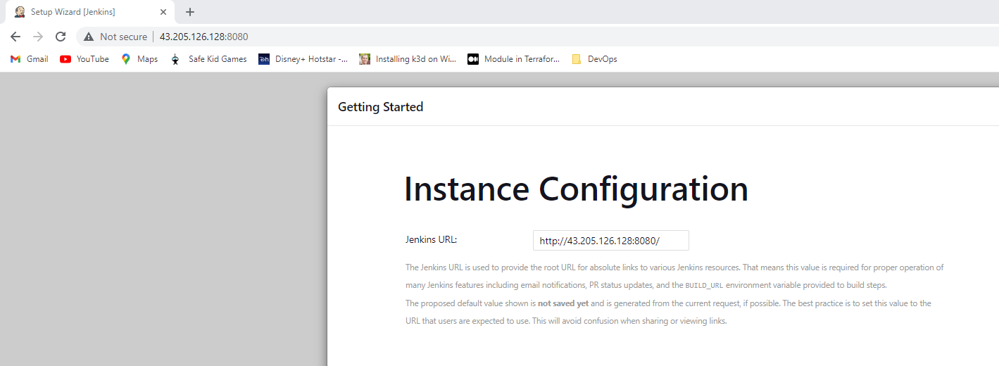 Setup Wizard [Jenkins]
Not secure 43.205.126.128:8080
Gmail YouTube Maps Safe Kid Games Disney+ Hotstar -... Installing k3d on Wi... Module in Terrafor... DevOps
Getting Started
Instance Configuration
Jenkins URL: http://43.205.126.128:8080/
The Jenkins URL is used to provide the root URL for absolute links to various Jenkins resources. That means this value is required for proper operation of
many Jenkins features including email notifications, PR status updates, and the BUILD_URL environment variable provided to build steps.
The proposed default value shown is not saved yet and is generated from the current request, if possible. The best practice is to set this value to the
URL that users are expected to use. This will avoid confusion when sharing or viewing links.